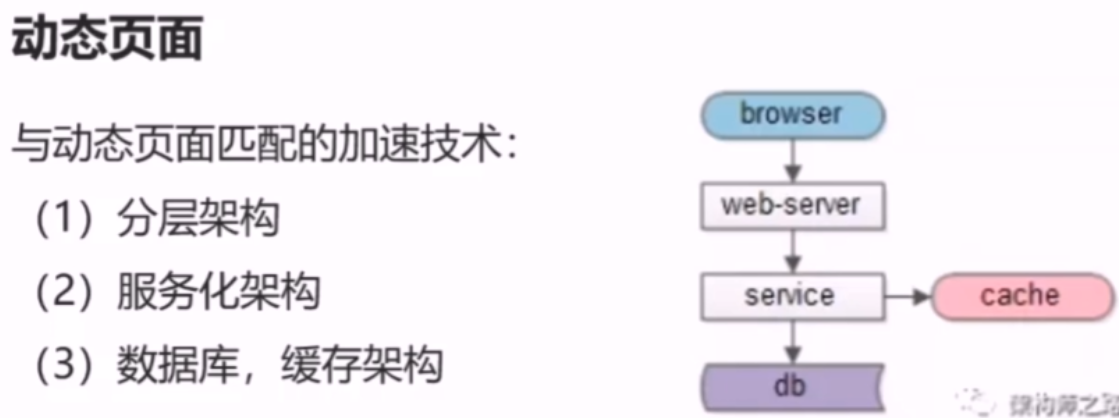 动态页面
与动态页面匹配的加速技术：
（1）分层架构
（2）服务化架构
（3）数据库，缓存架构
browser
web-server
service
cache
db
架构师之路